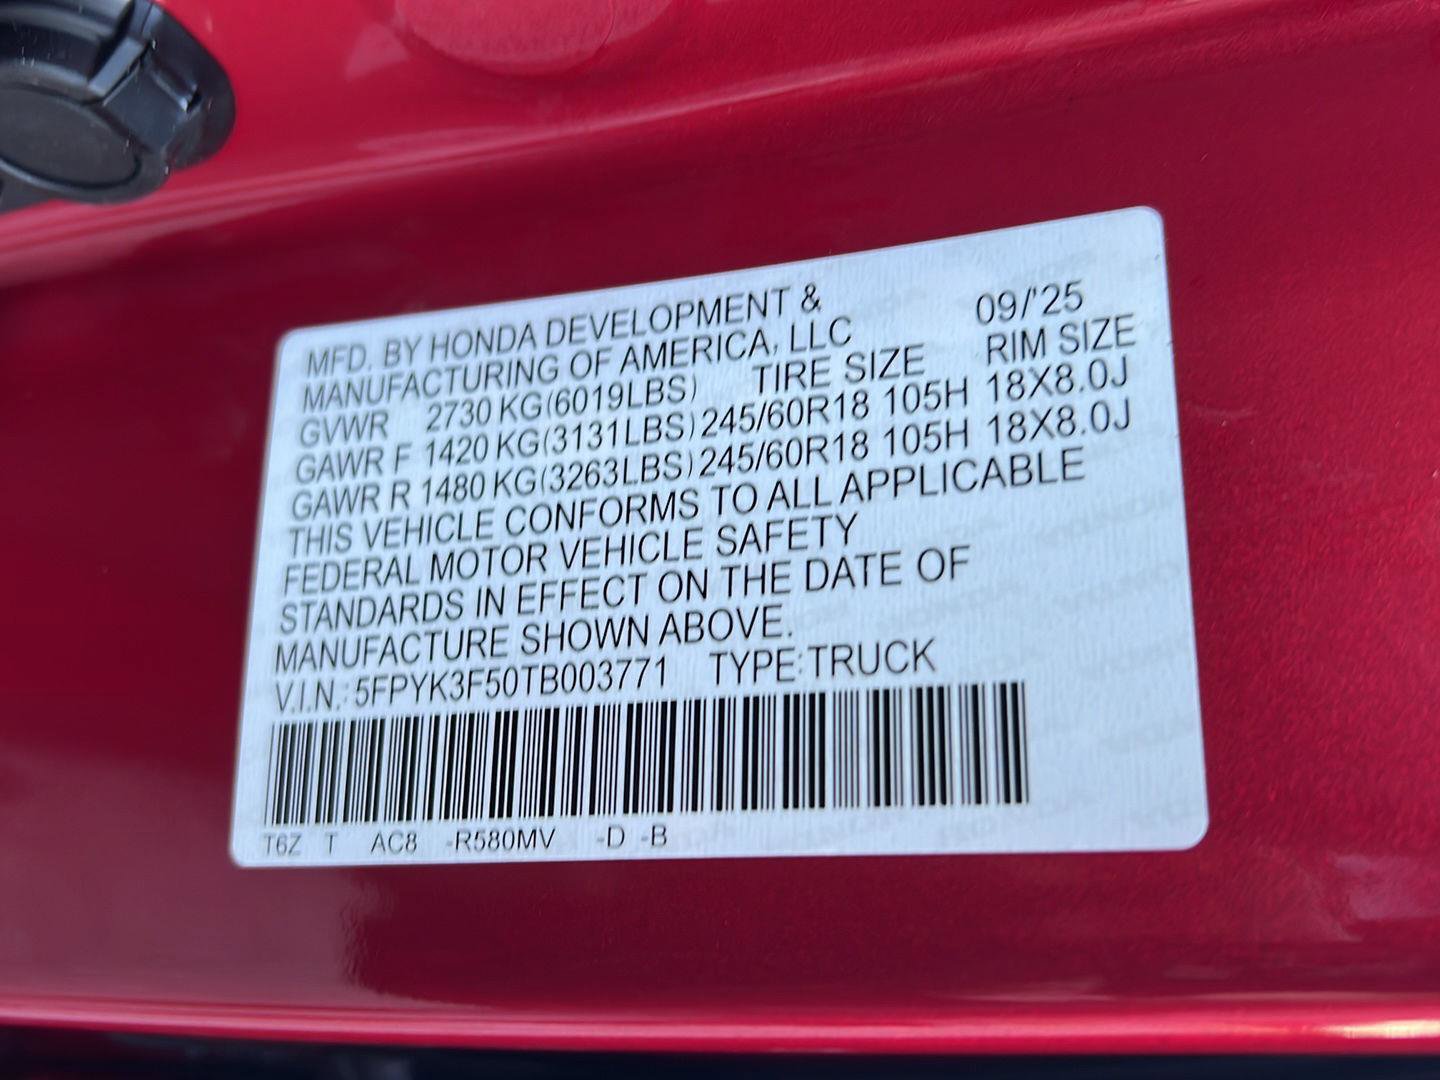 MFD. BY HONDA DEVELOPMENT & 09/'25
MANUFACTURING OF AMERICA, LLC RIM SIZE
GVWR 2730 KG(6019LBS) TIRE SIZE
GAWR F 1420 KG(3131LBS) 245/60R18 105H 18X8.0J
GAWR R 1480 KG(3263LBS) 245/60R18 105H 18X8.0J
THIS VEHICLE CONFORMS TO ALL APPLICABLE
FEDERAL MOTOR VEHICLE SAFETY
STANDARDS IN EFFECT ON THE DATE OF
MANUFACTURE SHOWN ABOVE.
V.I.N.: 5FPYK3F50TB003771 TYPE:TRUCK
T6Z T AC8 -R580MV -D -B